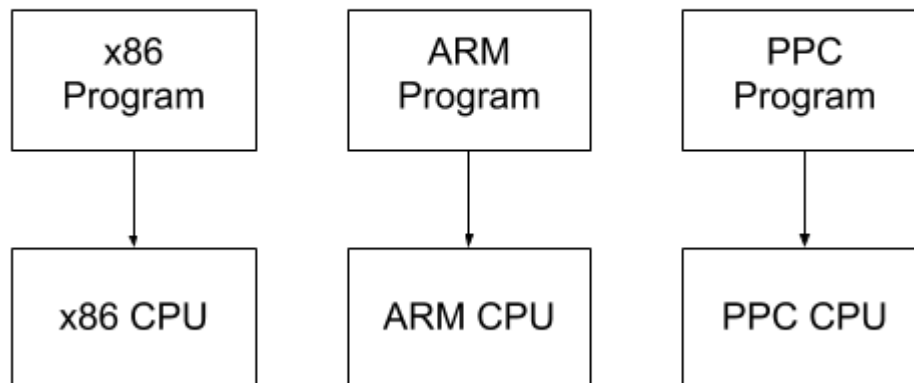 x86
Program
ARM
Program
PPC
Program
x86 CPU
ARM CPU
PPC CPU